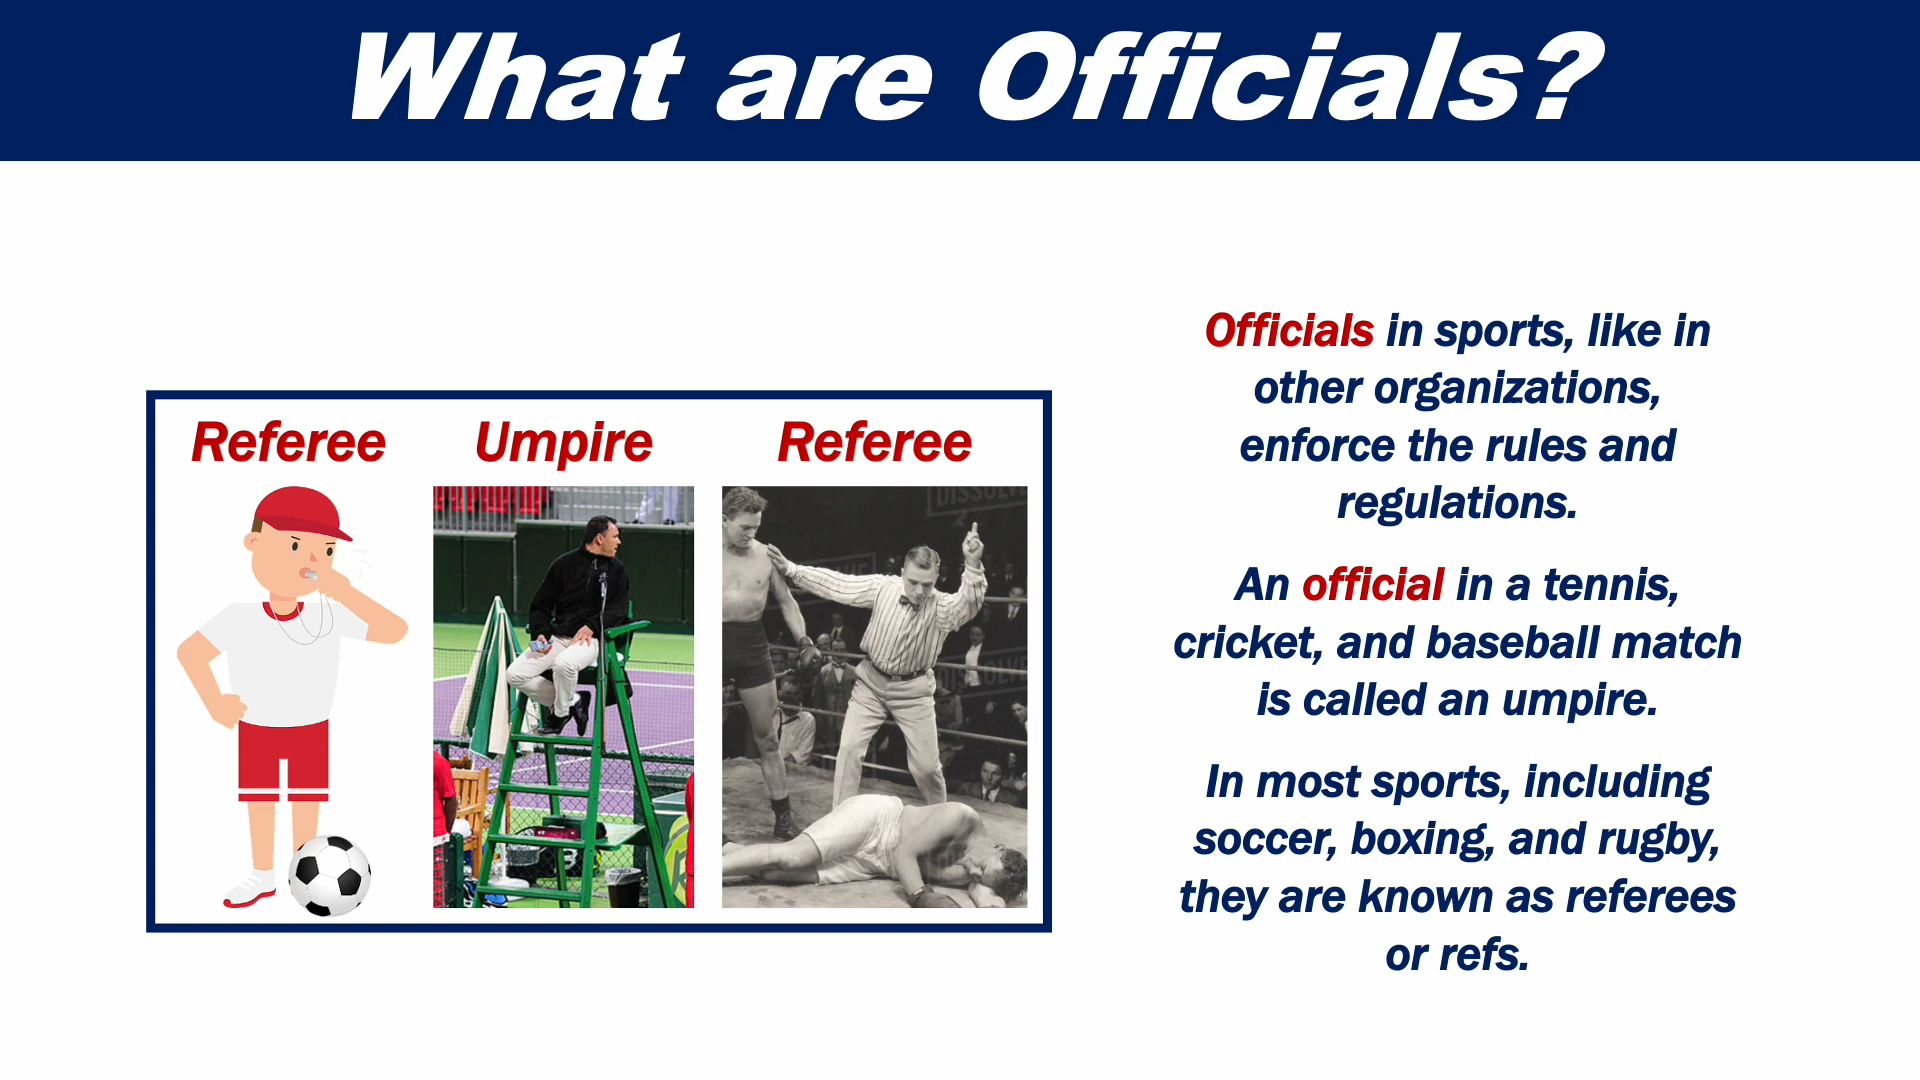 What are Officials?
Referee Umpire Referee
DISSOLVE
Officials in sports, like in
other organizations,
enforce the rules and
regulations.
An official in a tennis,
cricket, and baseball match
is called an umpire.
In most sports, including
soccer, boxing, and rugby,
they are known as referees
or refs.